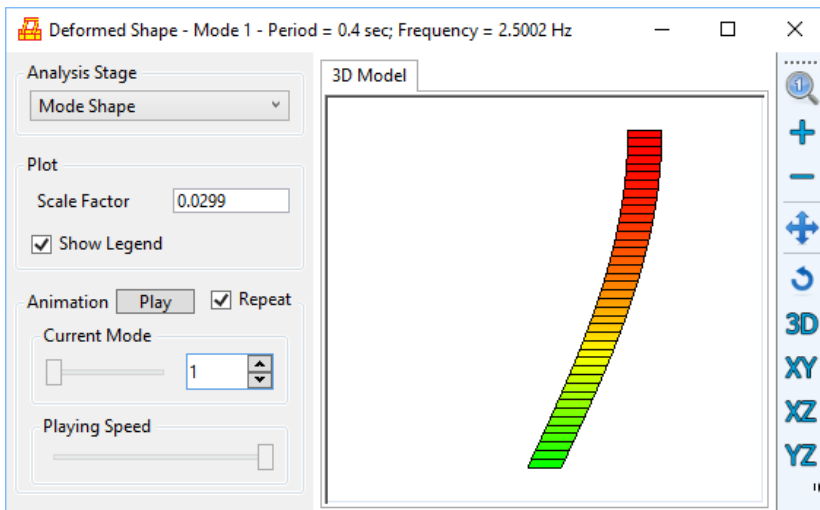 Deformed Shape - Mode 1 - Period = 0.4 sec; Frequency = 2.5002 Hz
Analysis Stage
Mode Shape
Plot
Scale Factor 0.0299
Show Legend
Animation Play Repeat
Current Mode
1
Playing Speed
3D Model
1
3D
XY
XZ
YZ